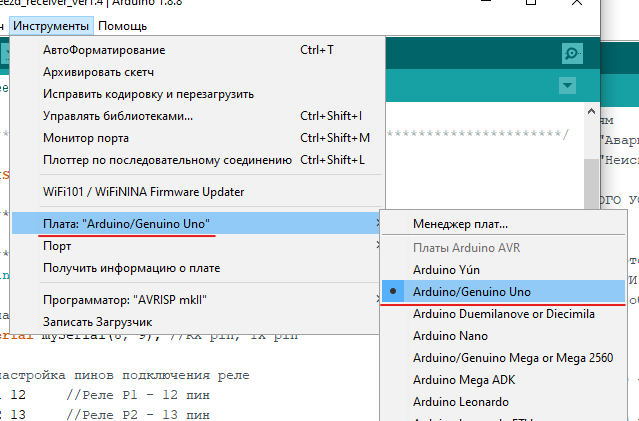 eezd_receiver_ver1.4 | Arduino 1.8.8
Инструменты Помощь
АвтоФорматирование Ctrl+T
Архивировать скетч
Исправить кодировку и перезагрузить
Управлять библиотеками... Ctrl+Shift+I
Монитор порта Ctrl+Shift+M
Плоттер по последовательному соединению Ctrl+Shift+L
WiFi101 / WiFiNINA Firmware Updater
Плата: "Arduino/Genuino Uno"
Порт
Получить информацию о плате
Программатор: "AVRISP mkII"
Записать Загрузчик
Менеджер плат...
Платы Arduino AVR
Arduino Yún
Arduino/Genuino Uno
Arduino Duemilanove or Diecimila
Arduino Nano
Arduino/Genuino Mega or Mega 2560
Arduino Mega ADK
Arduino Leonardo
erial mySerial(8, 9); //RX pin, TX pin
настройка пинов подключения реле
1 12 //Реле P1 - 12 пин
2 13 //Реле P2 - 13 пин